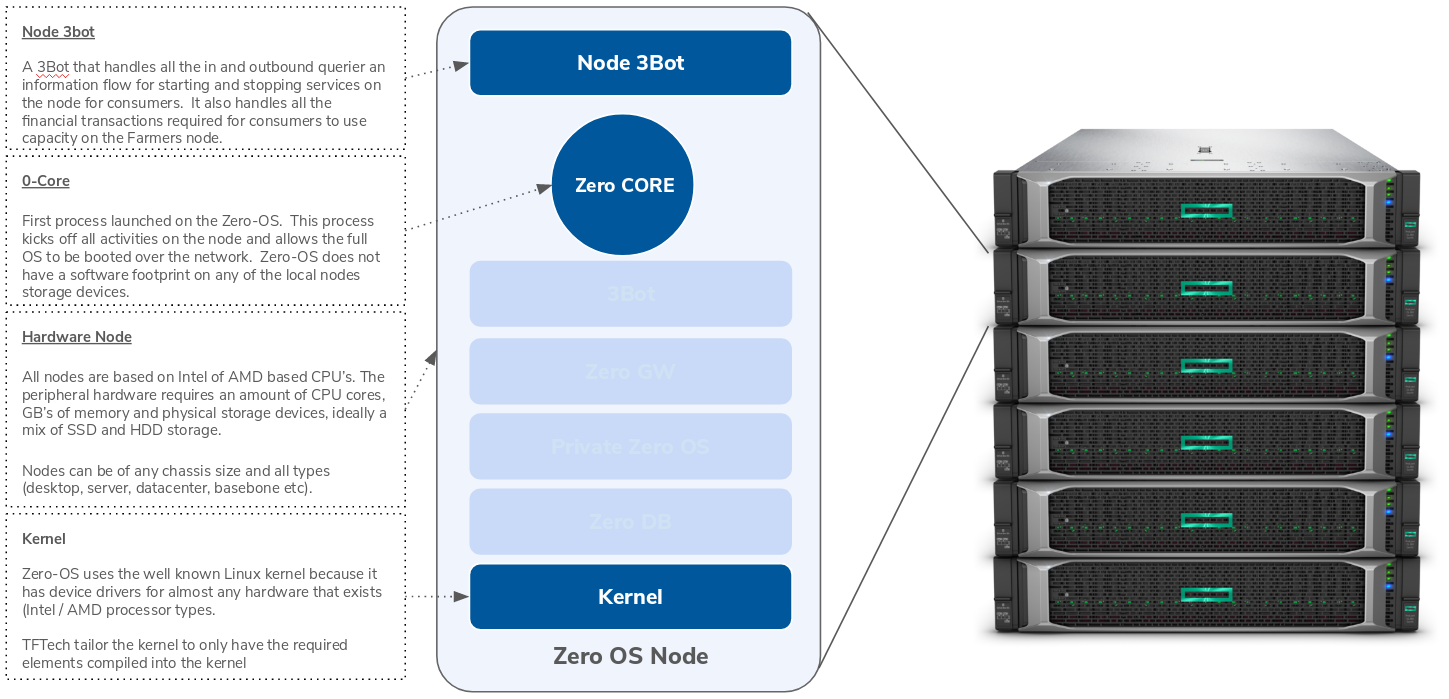 Node 3bot
A 3Bot that handles all the in and outbound querier an
information flow for starting and stopping services on
the node for consumers.  It also handles all the
financial transactions required for consumers to use
capacity on the Farmers node.
0-Core
First process launched on the Zero-OS.  This process
kicks off all activities on the node and allows the full
OS to be booted over the network.  Zero-OS does not
have a software footprint on any of the local nodes
storage devices.
Hardware Node
All nodes are based on Intel of AMD based CPU’s. The
peripheral hardware requires an amount of CPU cores,
GB’s of memory and physical storage devices, ideally a
mix of SSD and HDD storage.
Nodes can be of any chassis size and all types
(desktop, server, datacenter, basebone etc).
Kernel
Zero-OS uses the well known Linux kernel because it
has device drivers for almost any hardware that exists
(Intel / AMD processor types.
TFTech tailor the kernel to only have the required
elements compiled into the kernel
Node 3Bot
Zero CORE
3Bot
Zero GW
Private Zero OS
Zero DB
Kernel
Zero OS Node